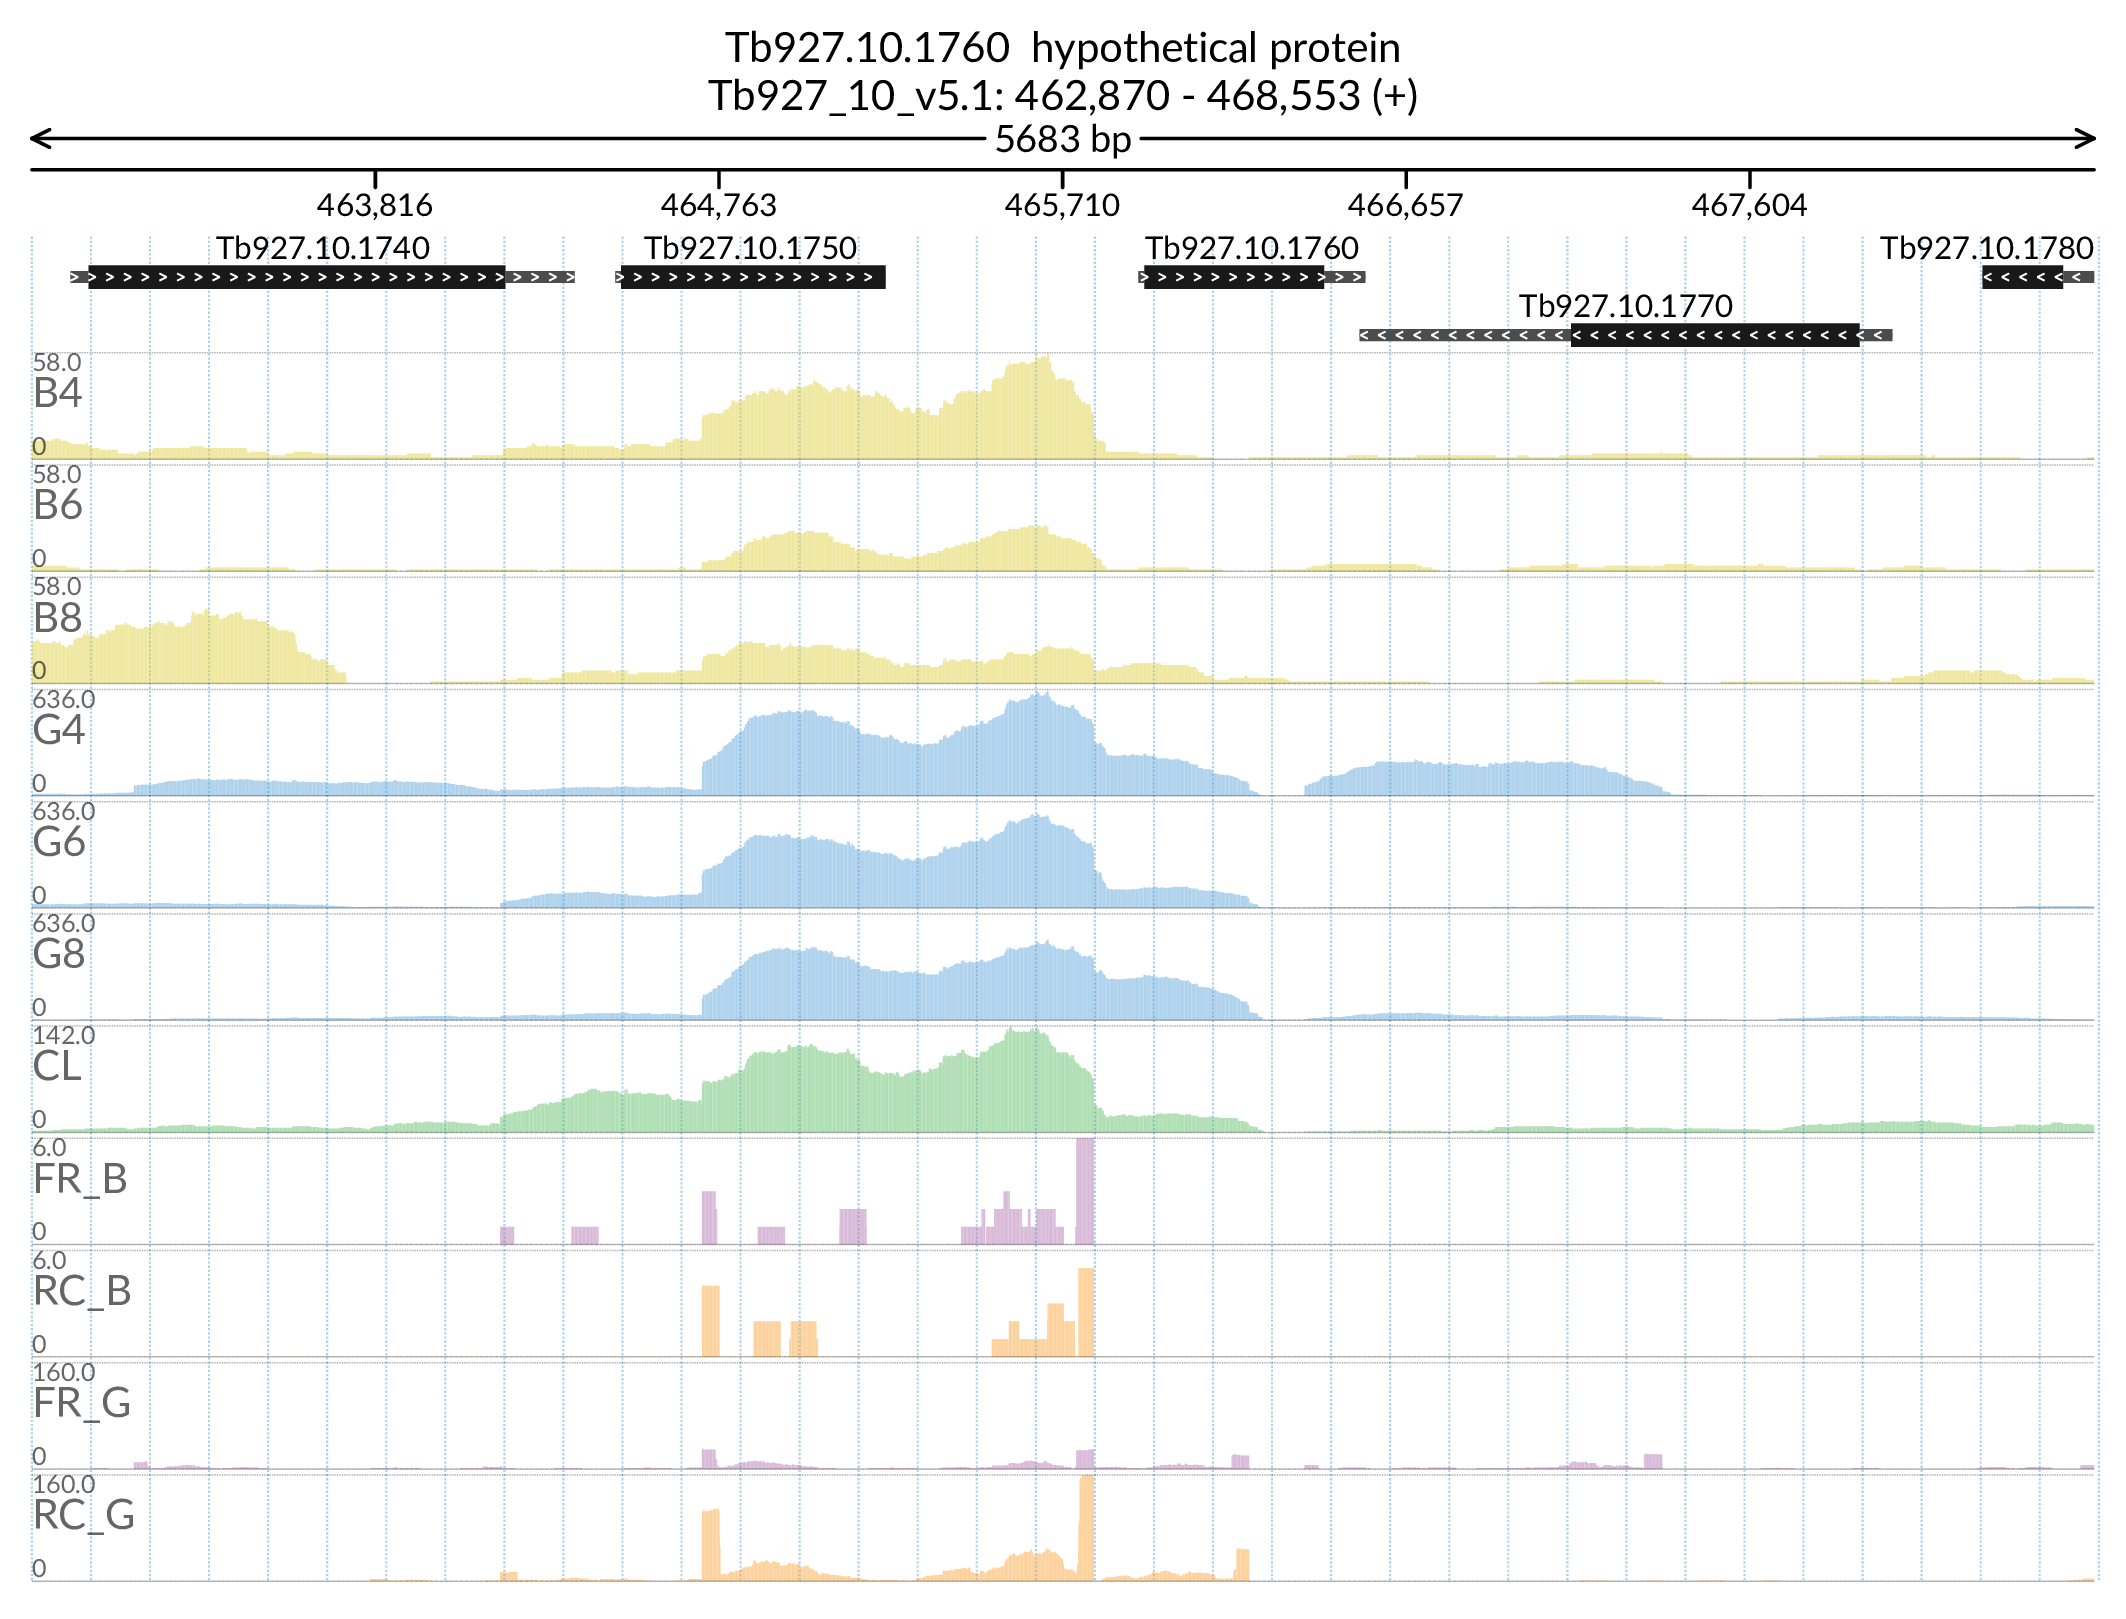 Tb927.10.1760  hypothetical protein
Tb927_10_v5.1: 462,870 - 468,553 (+)
5683 bp
463,816 464,763 465,710 466,657 467,604
Tb927.10.1740 Tb927.10.1750 Tb927.10.1760 Tb927.10.1780
Tb927.10.1770
58.0
B4
0
58.0
B6
0
58.0
B8
0
636.0
G4
0
636.0
G6
0
636.0
G8
0
142.0
CL
0
6.0
FR_B
0
6.0
RC_B
0
160.0
FR_G
0
160.0
RC_G
0